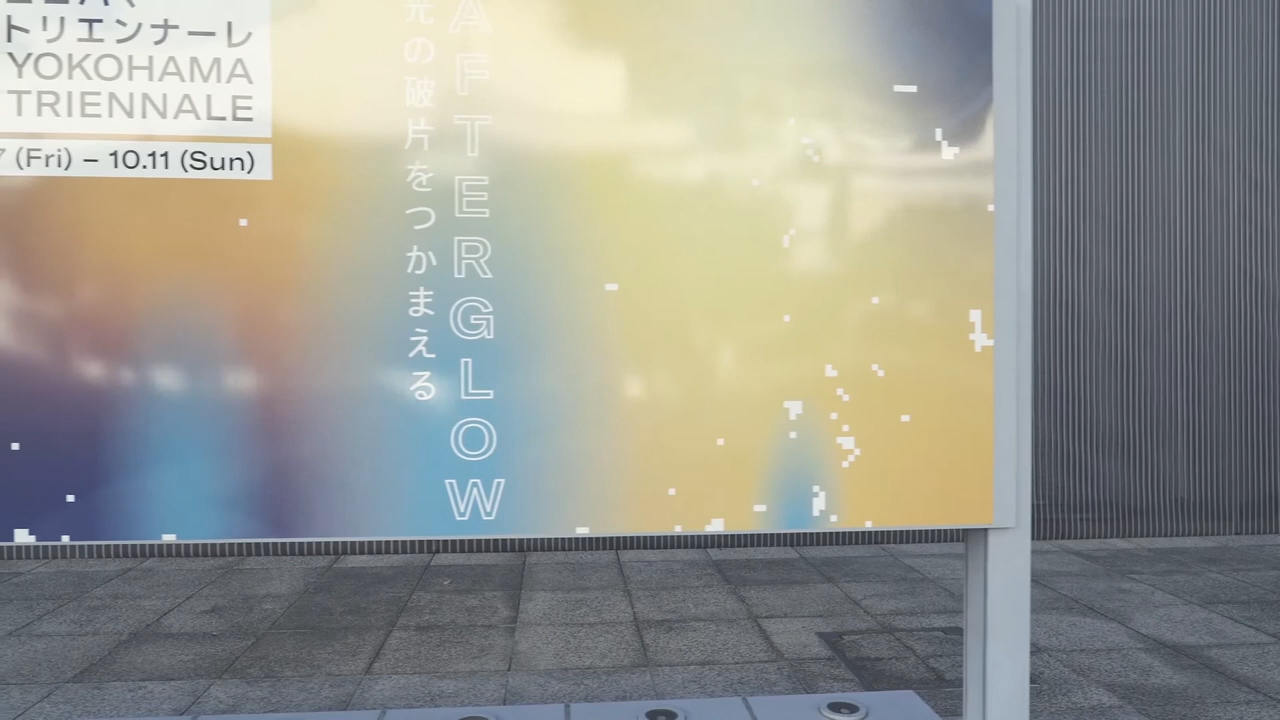 トリエンナーレ
YOKOHAMA
TRIENNALE
(Fri) – 10.11 (Sun)
光の破片をつかまえる
AFTERGLOW